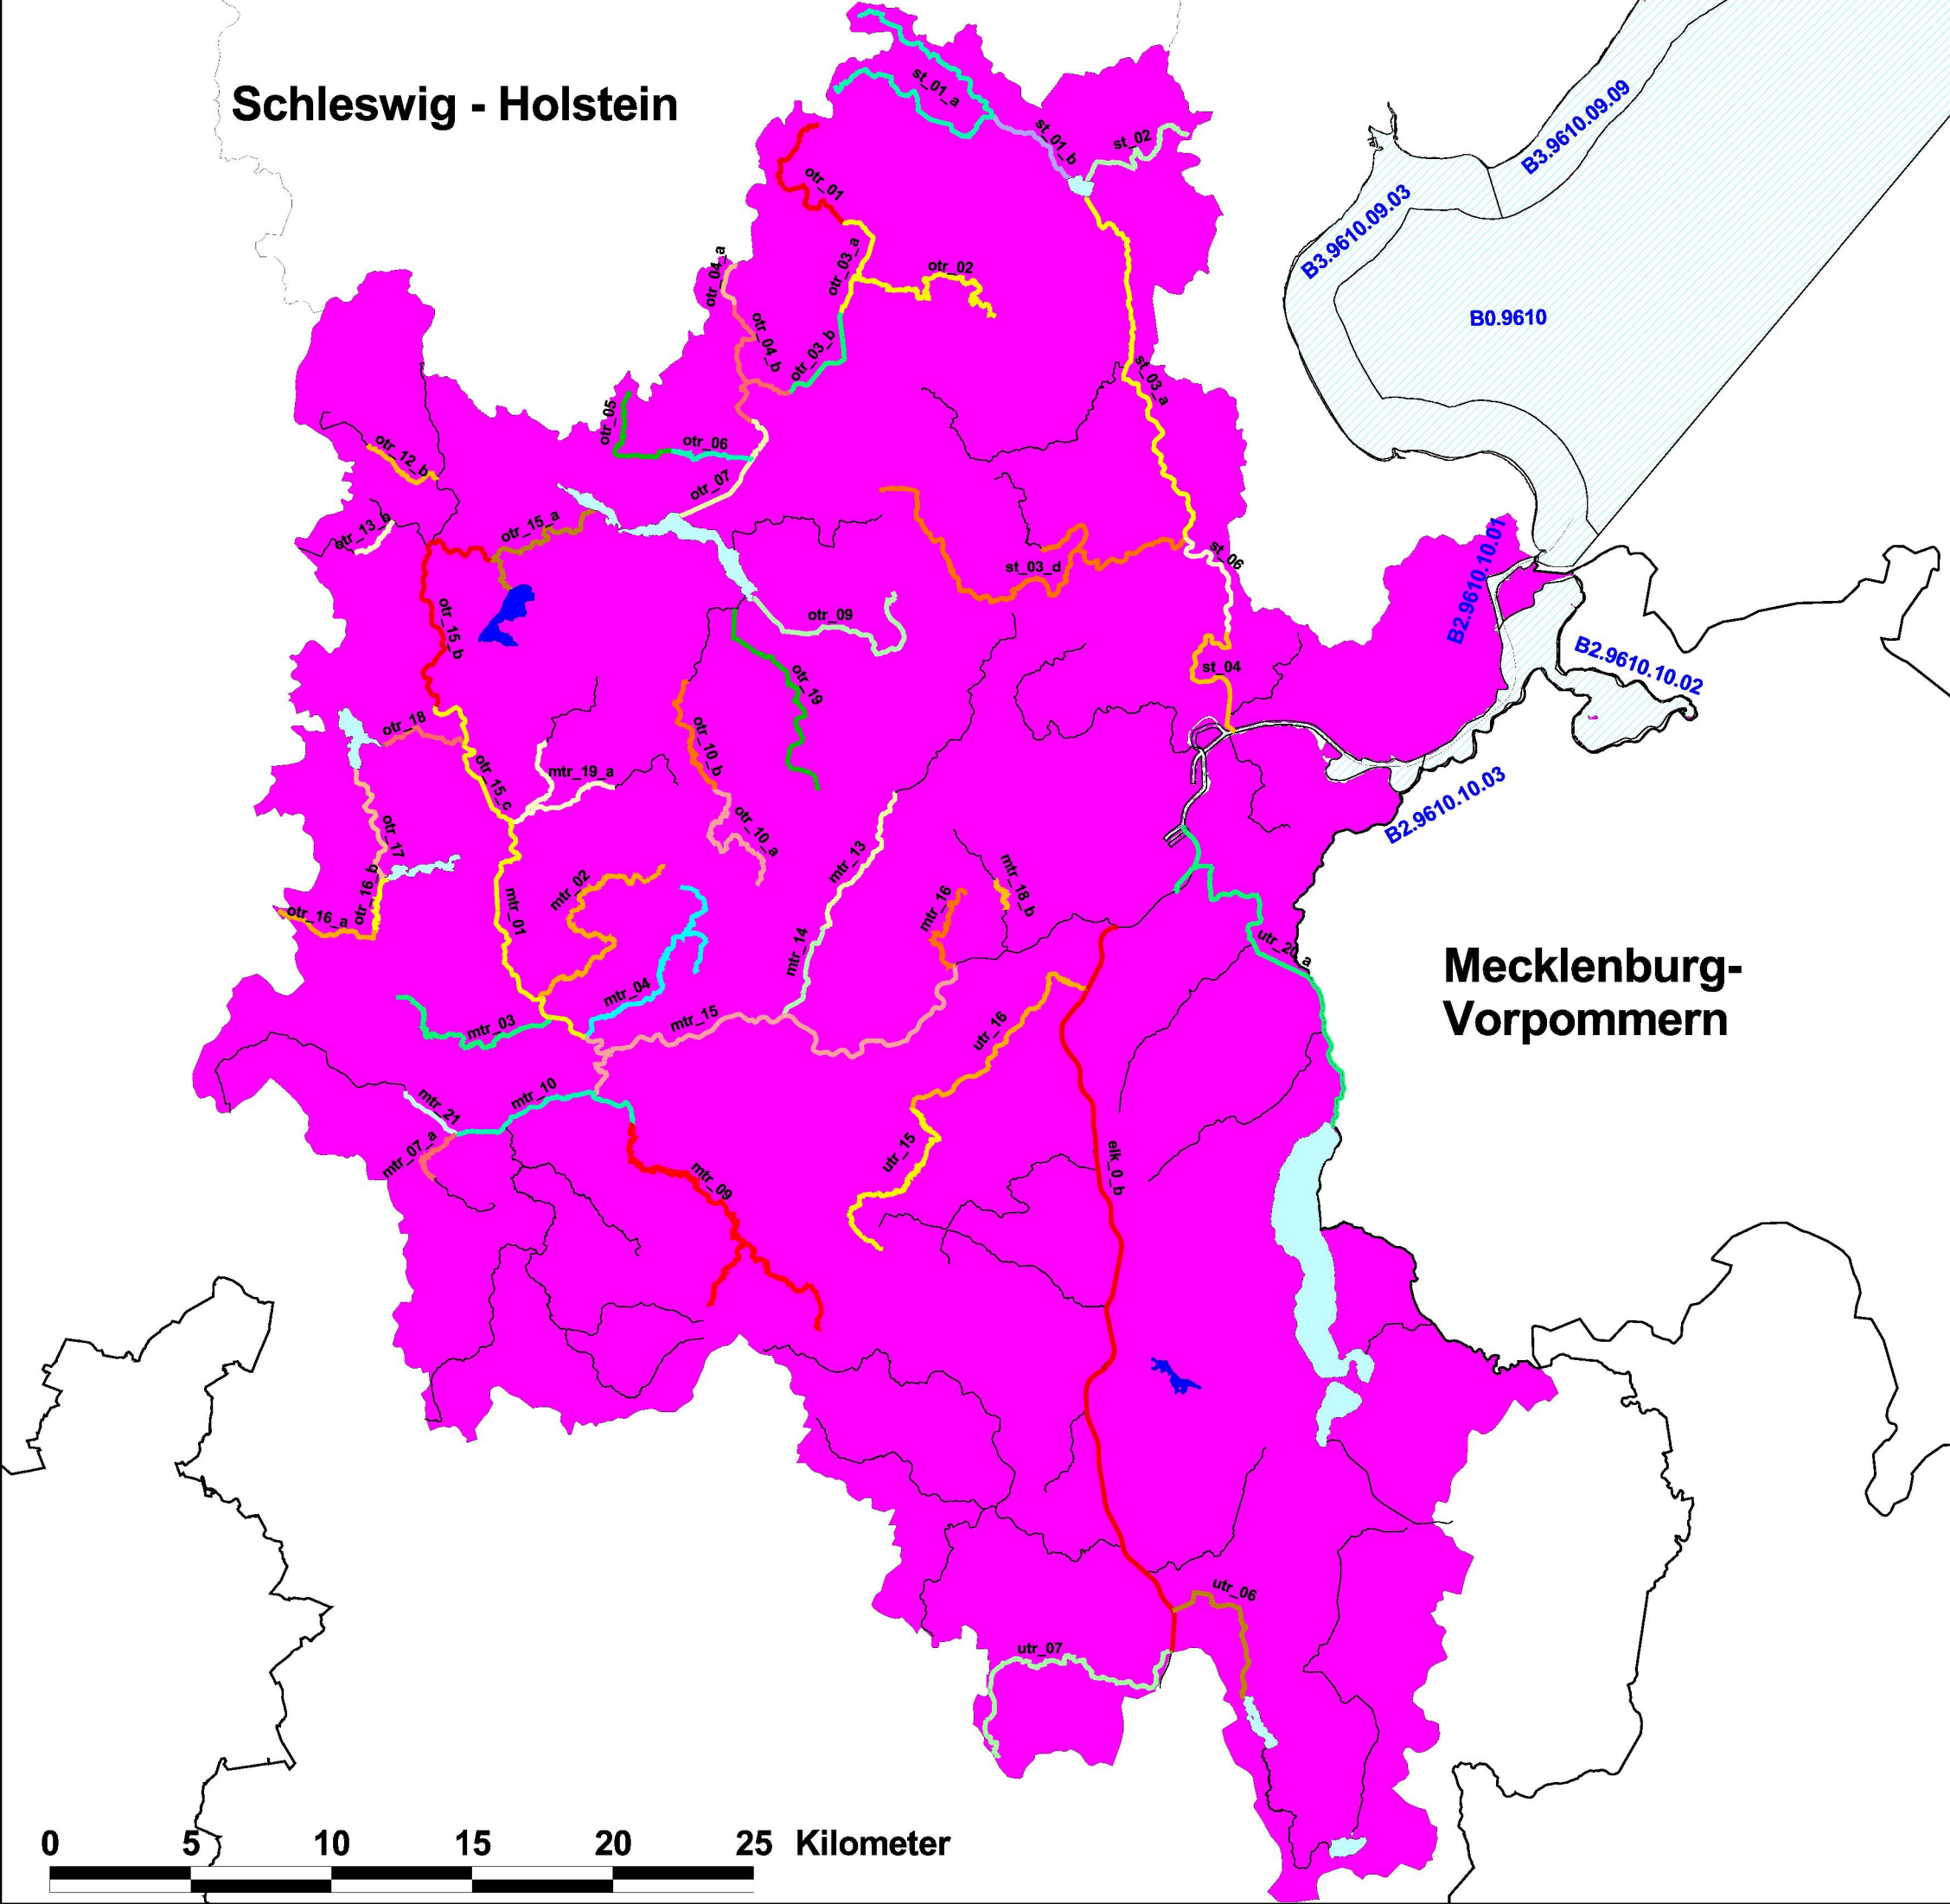 st_01_a
Schleswig - Holstein
B3.9610.09.09
st_01_b
st_02
otr_01
B3.9610.09.03
otr_04_a
otr_03_a
otr_02
B0.9610
otr_04_b
otr_03_b
st_03_a
otr_05
otr_06
otr_12_b
otr_07
otr_13_b
otr_15_a
st_06
st_03_d
B2.9610.10.01
otr_15_b
otr_09
st_04
B2.9610.10.02
otr_19
otr_18
otr_10_b
otr_15_c
mtr_19_a
B2.9610.10.03
otr_17
otr_10_a
mtr_13
otr_16_b
mtr_02
mtr_18_b
otr_16_a
mtr_01
mtr_16
mtr_14
utr_20_a
Mecklenburg-
Vorpommern
mtr_04
mtr_03
mtr_15
utr_16
mtr_21
mtr_10
mtr_07_a
utr_15
elk_0_b
mtr_09
utr_06
utr_07
0 5 10 15 20 25 Kilometer